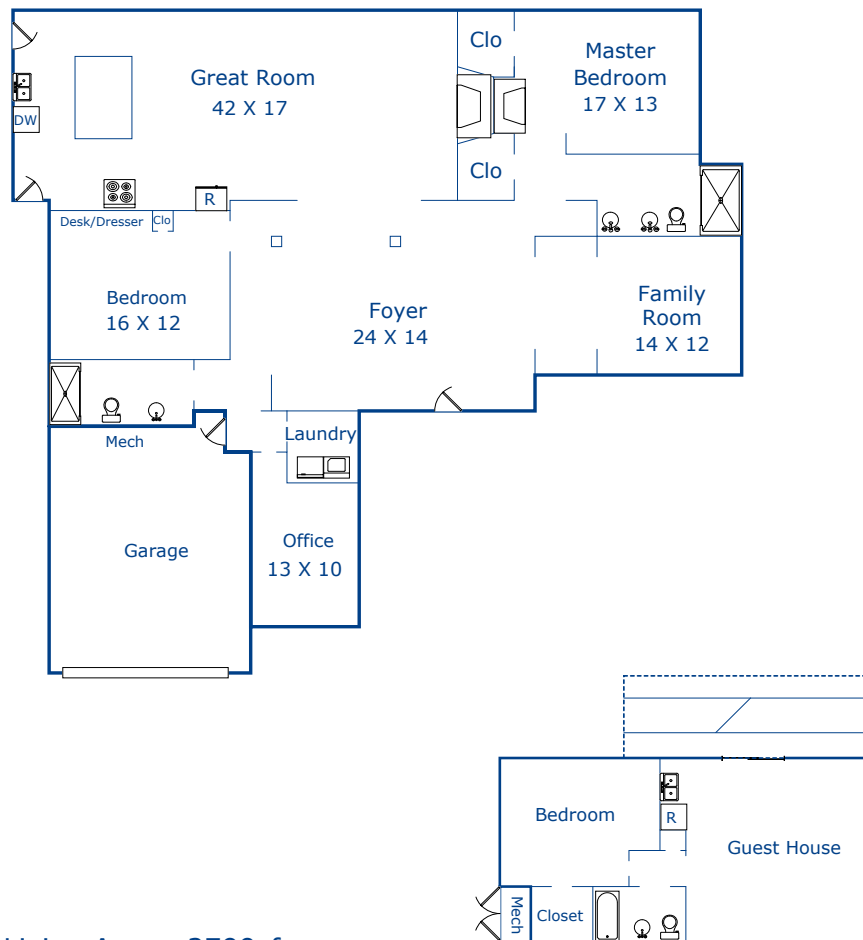 Clo
Master
Bedroom
17 X 13
Great Room
42 X 17
DW
Clo
R
Desk/Dresser
Clo
Bedroom
16 X 12
Foyer
24 X 14
Family
Room
14 X 12
Mech
Laundry
Garage
Office
13 X 10
Bedroom
R
Guest House
Mech
Closet